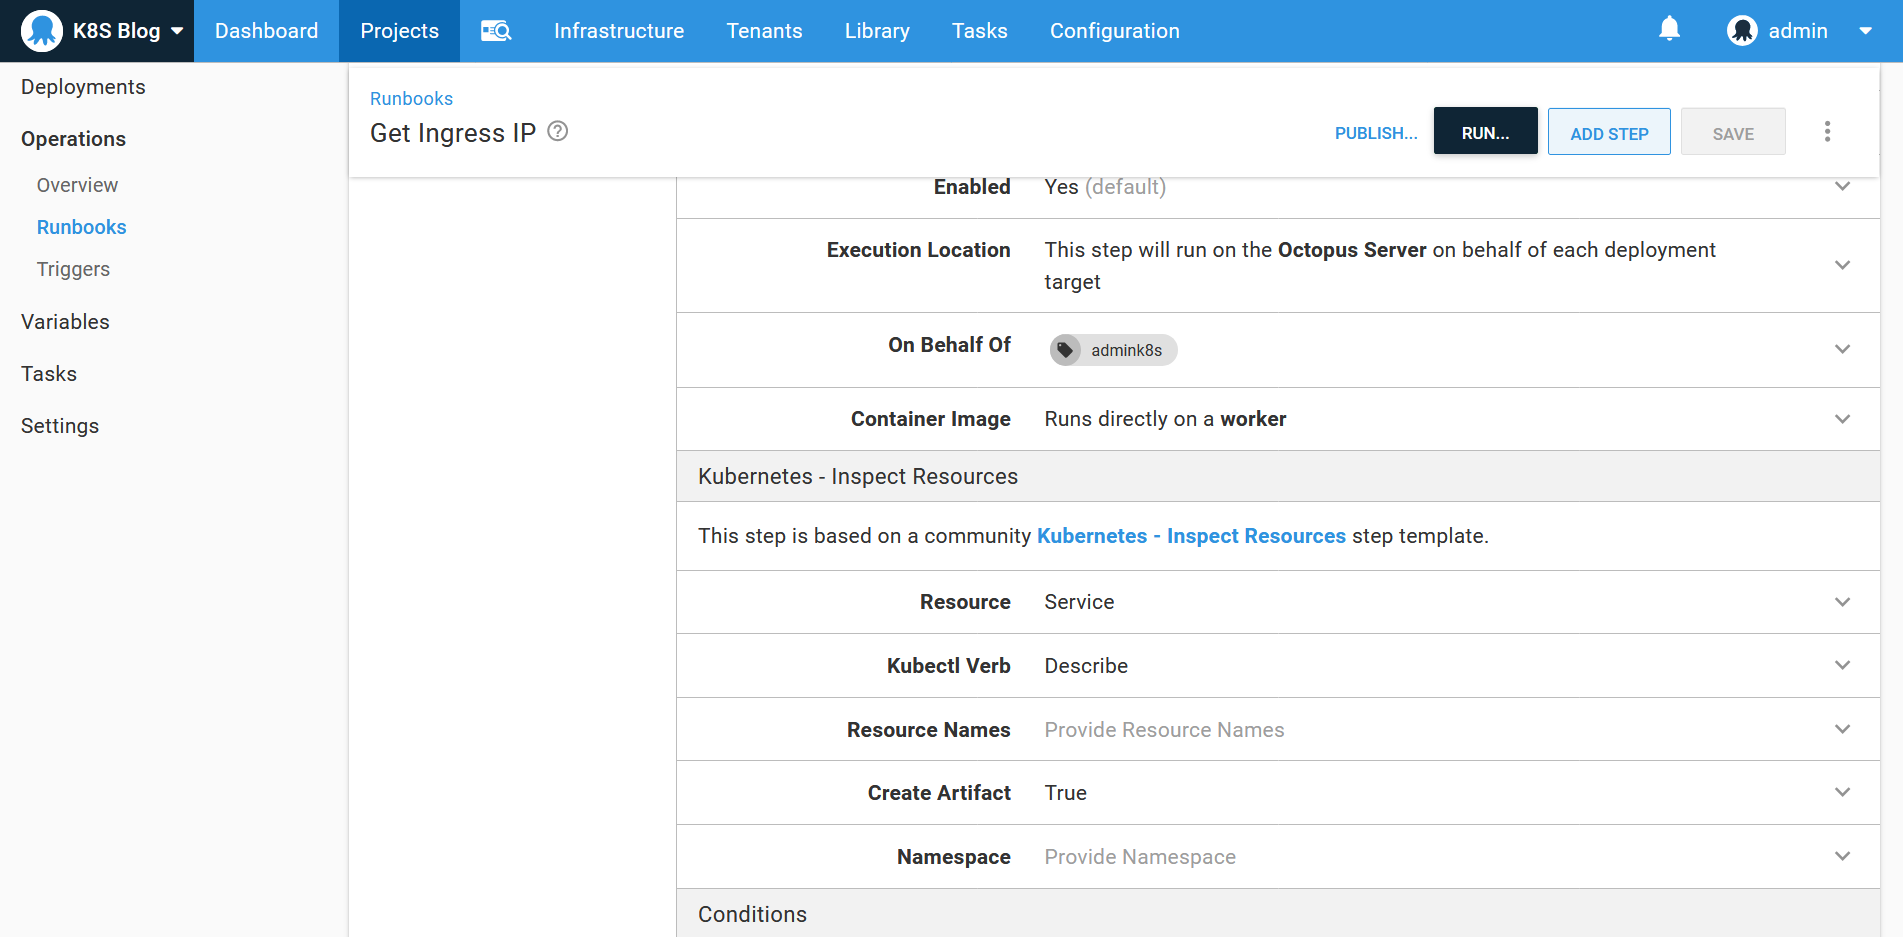 K8S Blog
Dashboard
Projects
Infrastructure
Tenants
Library
Tasks
Configuration
admin
Deployments
Operations
Overview
Runbooks
Triggers
Variables
Tasks
Settings
Runbooks
Get Ingress IP
PUBLISH...
RUN...
ADD STEP
SAVE
Enabled
Yes (default)
Execution Location
This step will run on the Octopus Server on behalf of each deployment
target
On Behalf Of
admink8s
Container Image
Runs directly on a worker
Kubernetes - Inspect Resources
This step is based on a community Kubernetes - Inspect Resources step template.
Resource
Service
Kubectl Verb
Describe
Resource Names
Provide Resource Names
Create Artifact
True
Namespace
Provide Namespace
Conditions